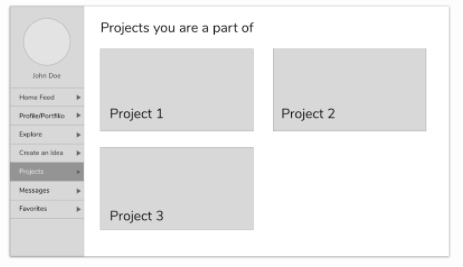 Projects you are a part of
John Doe
Home Feed
Profile/Portfilio
Explore
Create an Idea
Projects
Messages
Favorites
Project 1
Project 2
Project 3